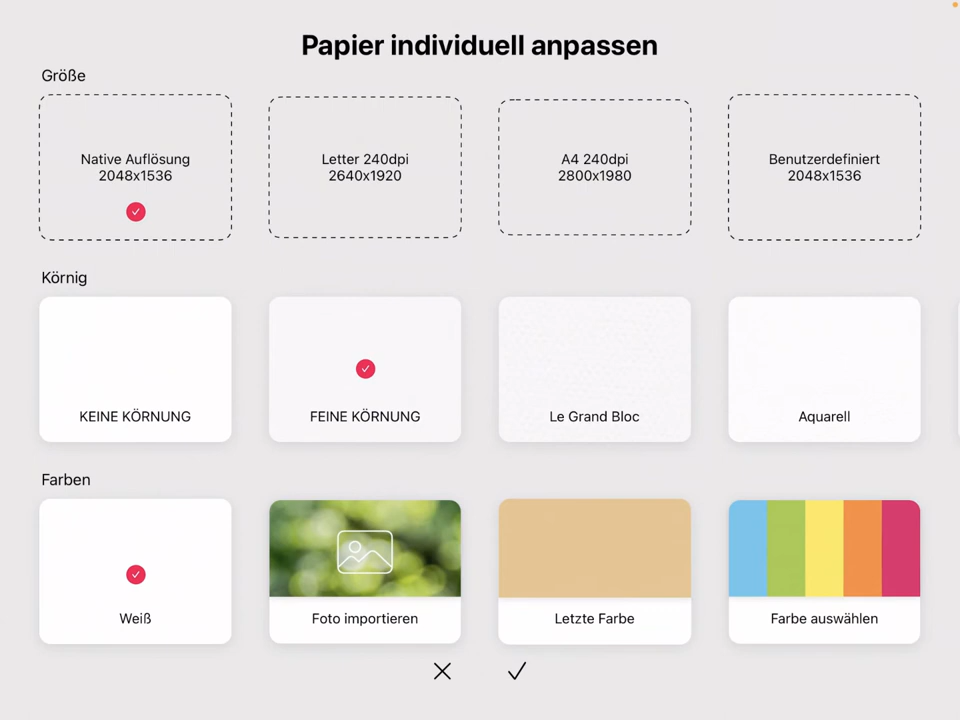 Papier individuell anpassen
Größe
Native Auflösung
2048x1536
Letter 240dpi
2640x1920
A4 240dpi
2800x1980
Benutzerdefiniert
2048x1536
Körnig
KEINE KÖRNUNG
FEINE KÖRNUNG
Le Grand Bloc
Aquarell
Farben
Weiß
Foto importieren
Letzte Farbe
Farbe auswählen